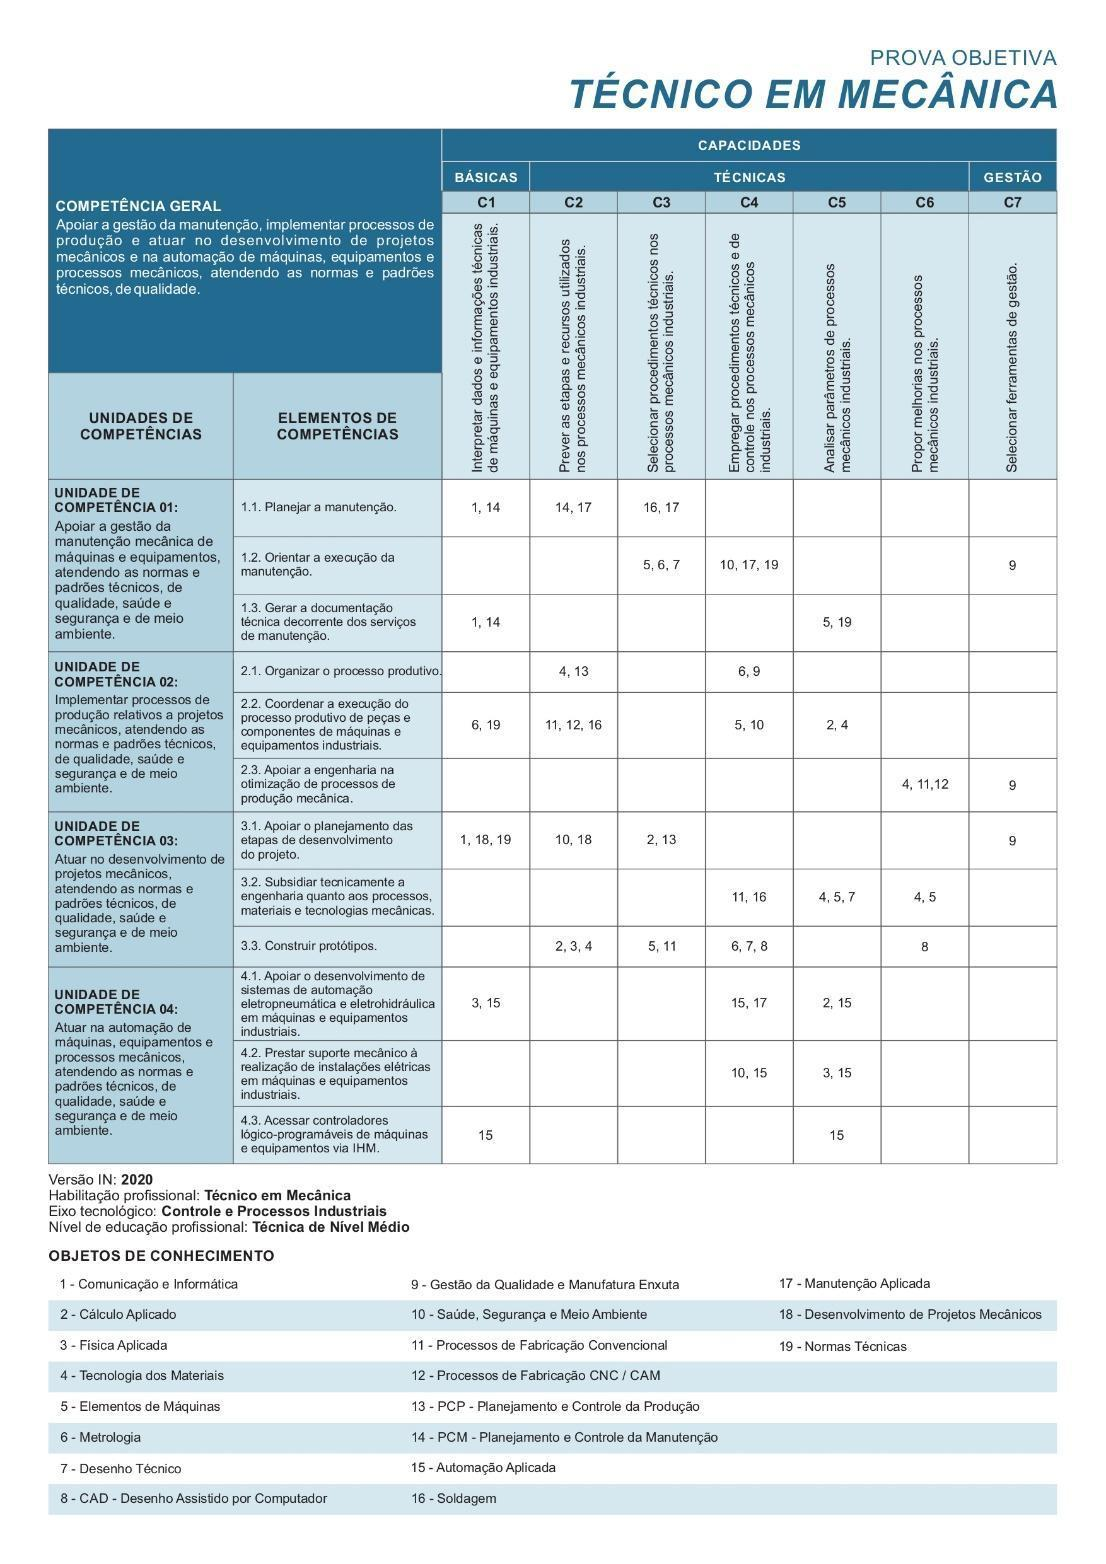 PROVA OBJETIVA
TÉCNICO EM MECÂNICA
COMPETÊNCIA GERAL
Apoiar a gestão da manutenção, implementar processos de
produção e atuar no desenvolvimento de projetos
mecânicos e na automação de máquinas, equipamentos e
processos mecânicos, atendendo as normas e padrões
técnicos, de qualidade.
CAPACIDADES
BÁSICAS
TÉCNICAS
GESTÃO
C1
C2
C3
C4
C5
C6
C7
Interpretar dados e informações técnicas
de máquinas e equipamentos industriais.
Prever as etapas e recursos utilizados
nos processos mecânicos industriais.
Selecionar procedimentos técnicos nos
processos mecânicos industriais.
Empregar procedimentos técnicos e de
controle nos processos mecânicos
industriais.
Analisar parâmetros de processos
mecânicos industriais.
Propor melhorias nos processos
mecânicos industriais.
Selecionar ferramentas de gestão.
UNIDADES DE
COMPETÊNCIAS
ELEMENTOS DE
COMPETÊNCIAS
UNIDADE DE
COMPETÊNCIA 01:
Apoiar a gestão da
manutenção mecânica de
máquinas e equipamentos,
atendendo as normas e
padrões técnicos, de
qualidade, saúde e
segurança e de meio
ambiente.
1.1. Planejar a manutenção.
1, 14
14, 17
16, 17
1.2. Orientar a execução da
manutenção.
5, 6, 7
10, 17, 19
9
1.3. Gerar a documentação
técnica decorrente dos serviços
de manutenção.
1, 14
5, 19
UNIDADE DE
COMPETÊNCIA 02:
Implementar processos de
produção relativos a projetos
mecânicos, atendendo as
normas e padrões técnicos,
de qualidade, saúde e
segurança e de meio
ambiente.
2.1. Organizar o processo produtivo.
4, 13
6, 9
2.2. Coordenar a execução do
processo produtivo de peças e
componentes de máquinas e
equipamentos industriais.
6, 19
11, 12, 16
5, 10
2, 4
2.3. Apoiar a engenharia na
otimização de processos de
produção mecânica.
4, 11,12
9
UNIDADE DE
COMPETÊNCIA 03:
Atuar no desenvolvimento de
projetos mecânicos,
atendendo as normas e
padrões técnicos, de
qualidade, saúde e
segurança e de meio
ambiente.
3.1. Apoiar o planejamento das
etapas de desenvolvimento
do projeto.
1, 18, 19
10, 18
2, 13
9
3.2. Subsidiar tecnicamente a
engenharia quanto aos processos,
materiais e tecnologias mecânicas.
11, 16
4, 5, 7
4, 5
3.3. Construir protótipos.
2, 3, 4
5, 11
6, 7, 8
8
UNIDADE DE
COMPETÊNCIA 04:
Atuar na automação de
máquinas, equipamentos e
processos mecânicos,
atendendo as normas e
padrões técnicos, de
qualidade, saúde e
segurança e de meio
ambiente.
4.1. Apoiar o desenvolvimento de
sistemas de automação
eletropneumática e eletrohidráulica
em máquinas e equipamentos
industriais.
3, 15
15, 17
2, 15
4.2. Prestar suporte mecânico à
realização de instalações elétricas
em máquinas e equipamentos
industriais.
10, 15
3, 15
4.3. Acessar controladores
lógico-programáveis de máquinas
e equipamentos via IHM.
15
15
Versão IN: 2020
Habilitação profissional: Técnico em Mecânica
Eixo tecnológico: Controle e Processos Industriais
Nível de educação profissional: Técnica de Nível Médio
OBJETOS DE CONHECIMENTO
1 - Comunicação e Informática
2 - Cálculo Aplicado
3 - Física Aplicada
4 - Tecnologia dos Materiais
5 - Elementos de Máquinas
6 - Metrologia
7 - Desenho Técnico
8 - CAD - Desenho Assistido por Computador
9 - Gestão da Qualidade e Manufatura Enxuta
10 - Saúde, Segurança e Meio Ambiente
11 - Processos de Fabricação Convencional
12 - Processos de Fabricação CNC / CAM
13 - PCP - Planejamento e Controle da Produção
14 - PCM - Planejamento e Controle da Manutenção
15 - Automação Aplicada
16 - Soldagem
17 - Manutenção Aplicada
18 - Desenvolvimento de Projetos Mecânicos
19 - Normas Técnicas